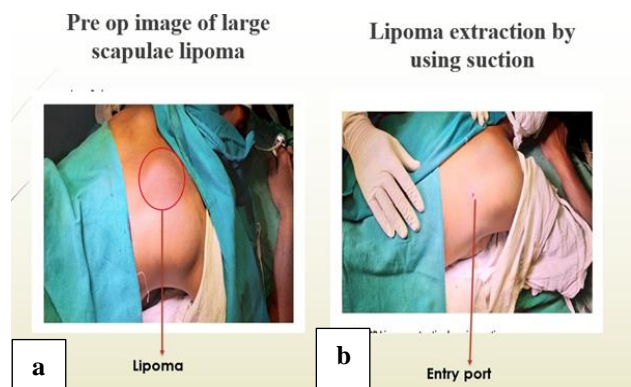 Pre op image of large
scapulae lipoma
Lipoma extraction by
using suction
a
Lipoma
b
Entry port